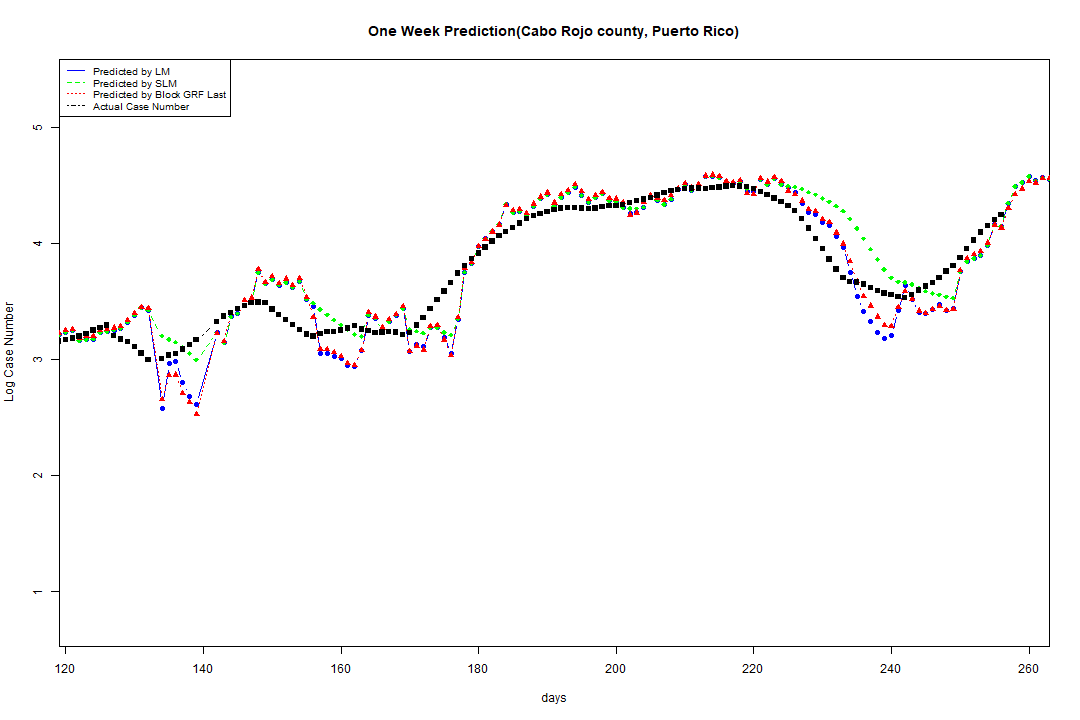 One Week Prediction(Cabo Rojo county, Puerto Rico)
Predicted by LM
Predicted by SLM
Predicted by Block GRF Last
Actual Case Number
5
4
3
2
1
Log Case Number
120 140 160 180 200 220 240 260
days